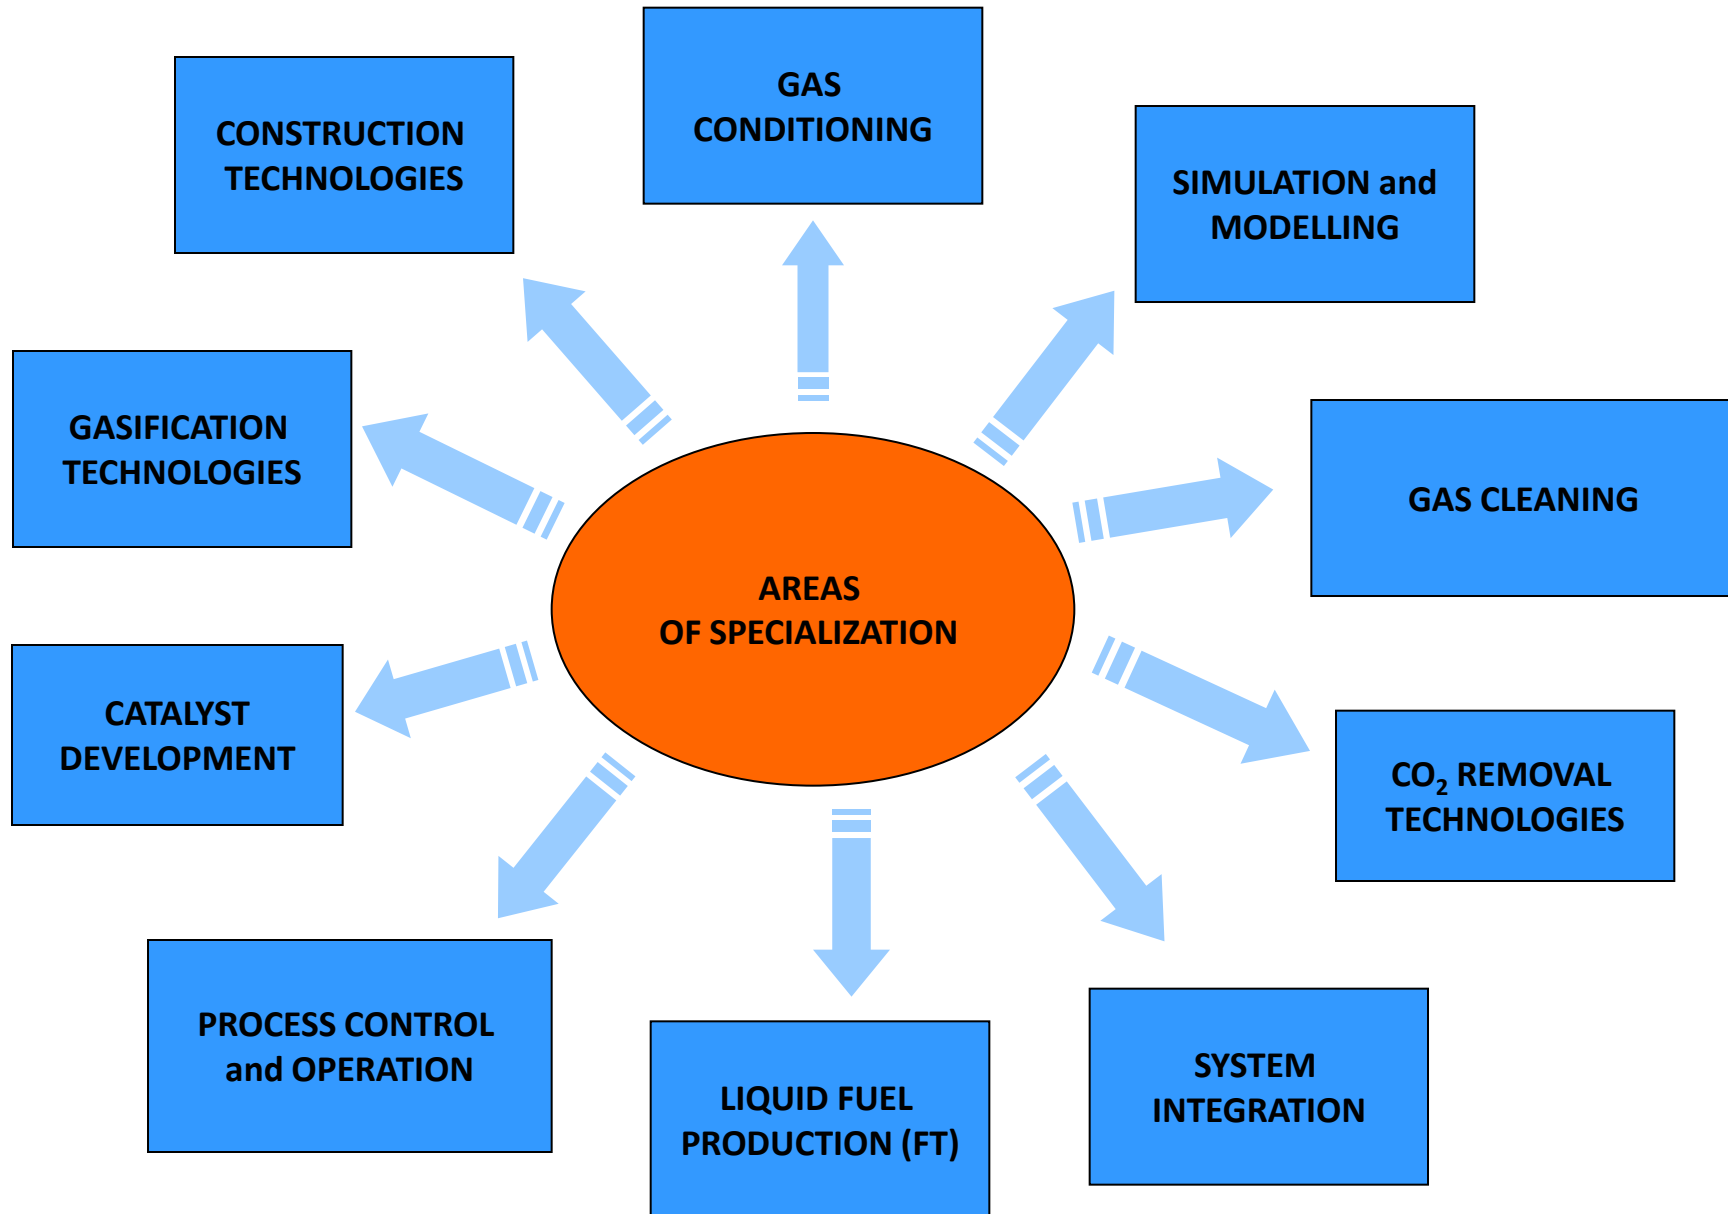 GAS
CONDITIONING
CONSTRUCTION
TECHNOLOGIES
SIMULATION and
MODELLING
GASIFICATION
TECHNOLOGIES
GAS CLEANING
AREAS
OF SPECIALIZATION
CATALYST
DEVELOPMENT
CO₂ REMOVAL
TECHNOLOGIES
PROCESS CONTROL
and OPERATION
SYSTEM
INTEGRATION
LIQUID FUEL
PRODUCTION (FT)